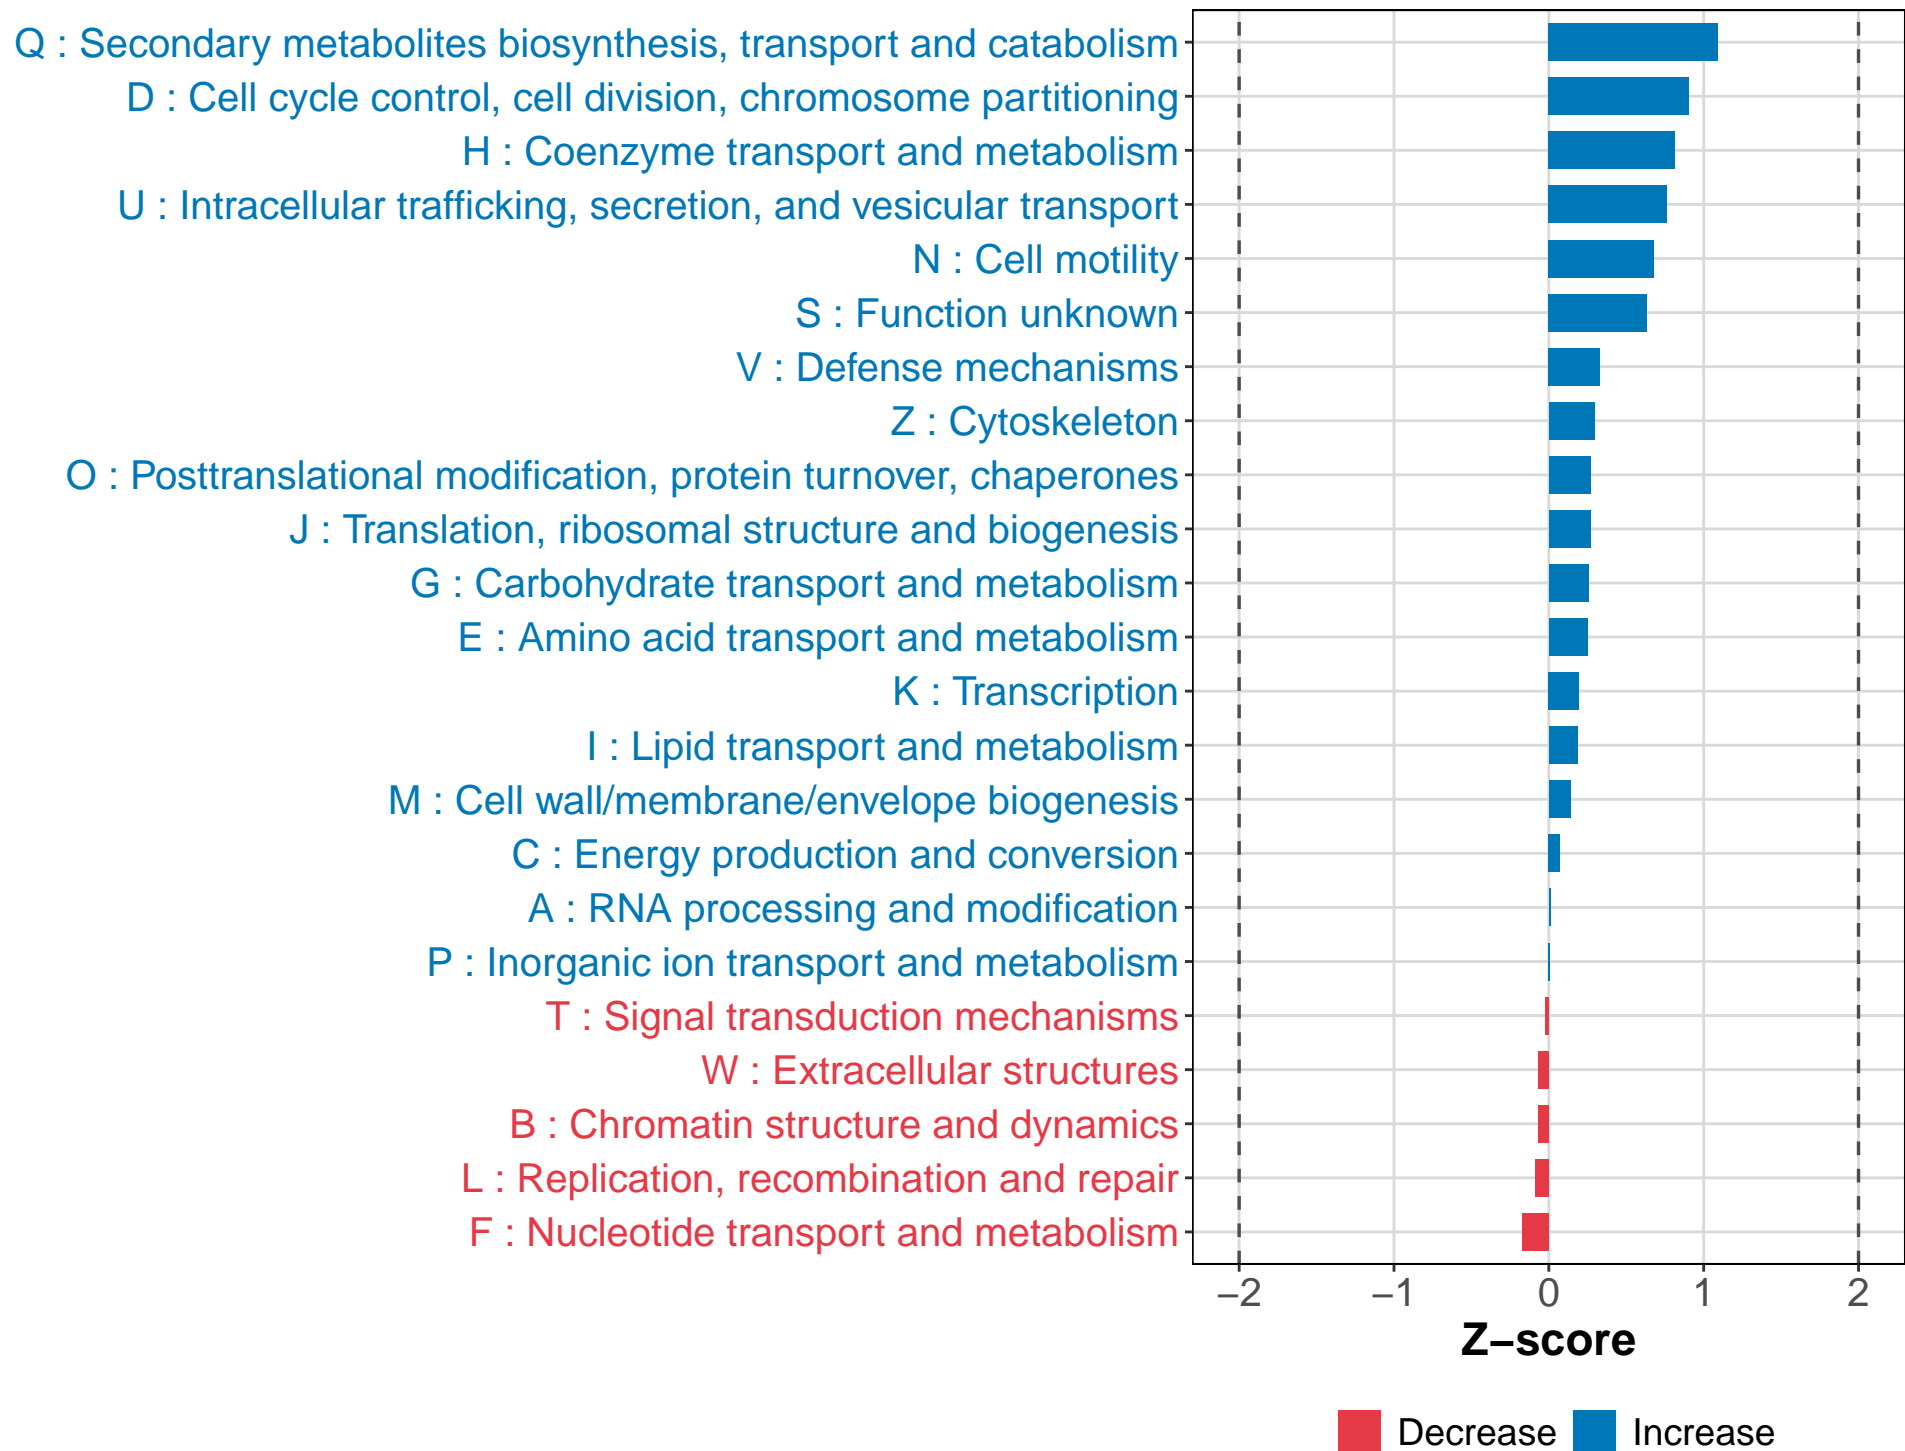 Q : Secondary metabolites biosynthesis, transport and catabolism
D : Cell cycle control, cell division, chromosome partitioning
H : Coenzyme transport and metabolism
U : Intracellular trafficking, secretion, and vesicular transport
N : Cell motility
S : Function unknown
V : Defense mechanisms
Z : Cytoskeleton
O : Posttranslational modification, protein turnover, chaperones
J : Translation, ribosomal structure and biogenesis
G : Carbohydrate transport and metabolism
E : Amino acid transport and metabolism
K : Transcription
I : Lipid transport and metabolism
M : Cell wall/membrane/envelope biogenesis
C : Energy production and conversion
A : RNA processing and modification
P : Inorganic ion transport and metabolism
T : Signal transduction mechanisms
W : Extracellular structures
B : Chromatin structure and dynamics
L : Replication, recombination and repair
F : Nucleotide transport and metabolism
−2 −1 0 1 2
Z−score
Decrease Increase